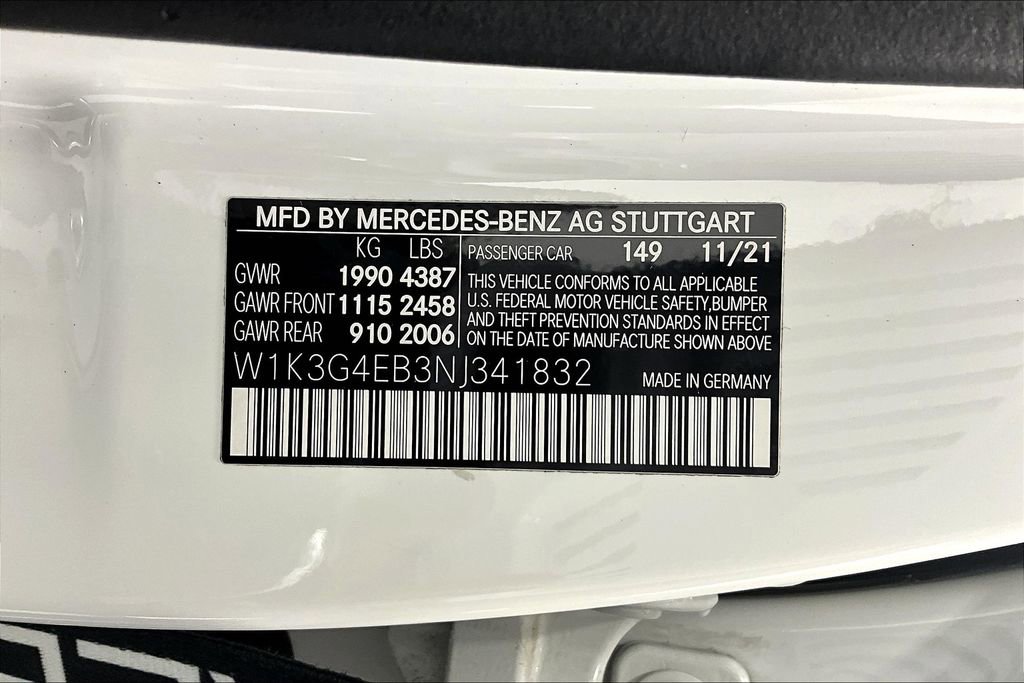 MFD BY MERCEDES-BENZ AG STUTTGART
KG LBS
GVWR 1990 4387
GAWR FRONT 1115 2458
GAWR REAR 910 2006
PASSENGER CAR 149 11/21
THIS VEHICLE CONFORMS TO ALL APPLICABLE
U.S. FEDERAL MOTOR VEHICLE SAFETY,BUMPER
AND THEFT PREVENTION STANDARDS IN EFFECT
ON THE DATE OF MANUFACTURE SHOWN ABOVE
W1K3G4EB3NJ341832
MADE IN GERMANY